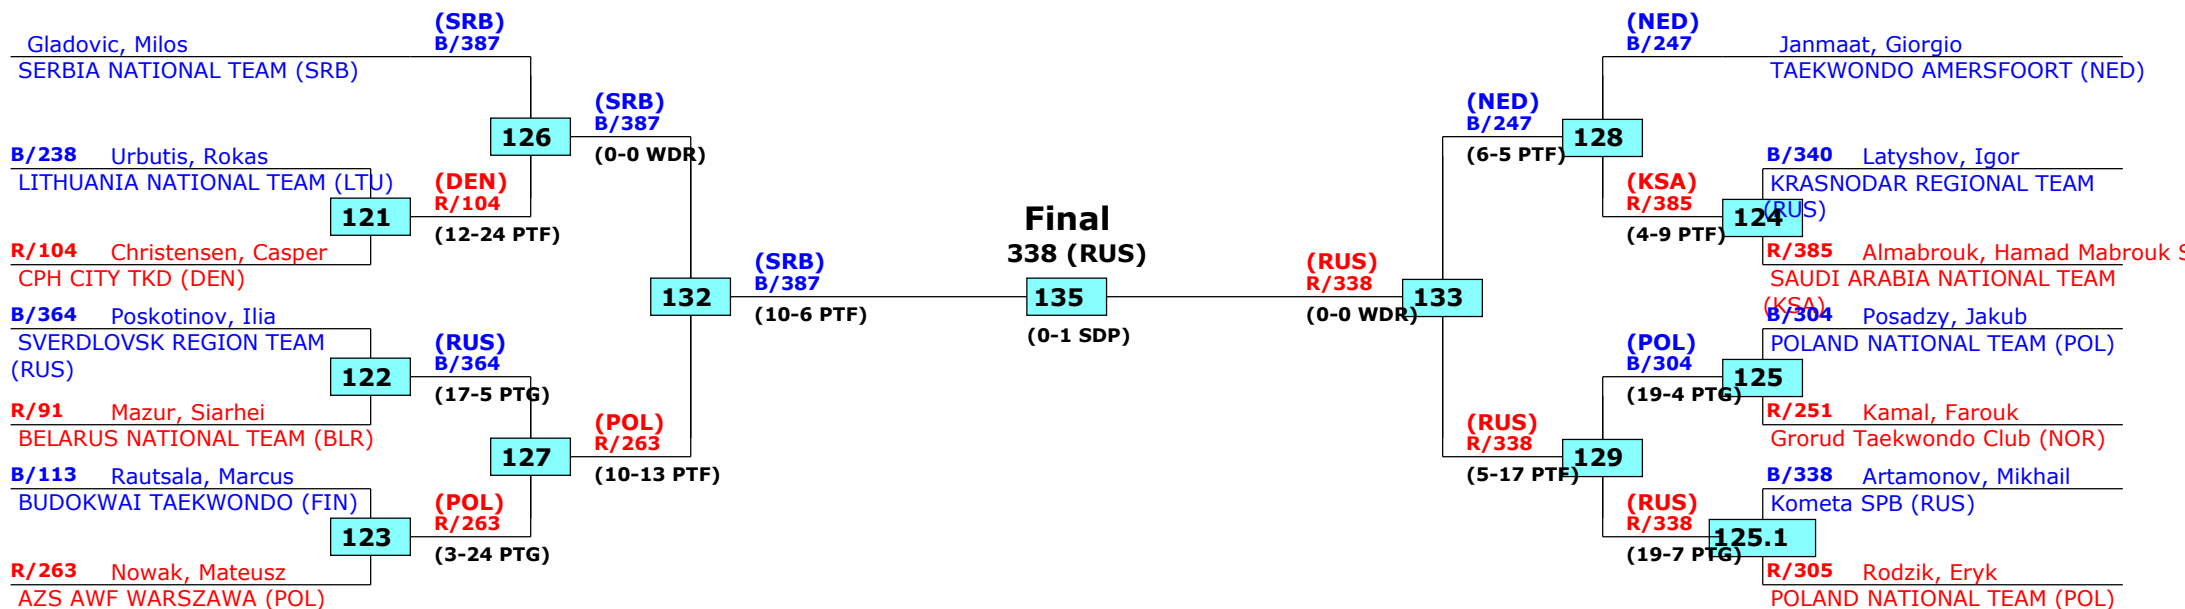 (SRB)
B/387
Gladovic, Milos
SERBIA NATIONAL TEAM (SRB)
(SRB)
B/387
126
(0-0 WDR)
B/238 Urbutis, Rokas
LITHUANIA NATIONAL TEAM (LTU)
(DEN)
R/104
121
(12-24 PTF)
R/104 Christensen, Casper
CPH CITY TKD (DEN)
(SRB)
B/387
132
(10-6 PTF)
B/364 Poskotinov, Ilia
SVERDLOVSK REGION TEAM
(RUS)
(RUS)
B/364
122
(17-5 PTG)
R/91 Mazur, Siarhei
BELARUS NATIONAL TEAM (BLR)
(POL)
R/263
127
(10-13 PTF)
B/113 Rautsala, Marcus
BUDOKWAI TAEKWONDO (FIN)
(POL)
R/263
123
(3-24 PTG)
R/263 Nowak, Mateusz
AZS AWF WARSZAWA (POL)
Final
338 (RUS)
135
(0-1 SDP)
(NED)
B/247
Janmaat, Giorgio
TAEKWONDO AMERSFOORT (NED)
(NED)
B/247
128
(6-5 PTF)
B/340 Latyshov, Igor
KRASNODAR REGIONAL TEAM
(RUS)
(KSA)
R/385
124
(4-9 PTF)
R/385 Almabrouk, Hamad Mabrouk S
SAUDI ARABIA NATIONAL TEAM
(KSA)
(RUS)
R/338
133
(0-0 WDR)
B/304 Posadzy, Jakub
POLAND NATIONAL TEAM (POL)
(POL)
B/304
125
(19-4 PTG)
R/251 Kamal, Farouk
Grorud Taekwondo Club (NOR)
(RUS)
R/338
129
(5-17 PTF)
B/338 Artamonov, Mikhail
Kometa SPB (RUS)
(RUS)
R/338
125.1
(19-7 PTG)
R/305 Rodzik, Eryk
POLAND NATIONAL TEAM (POL)